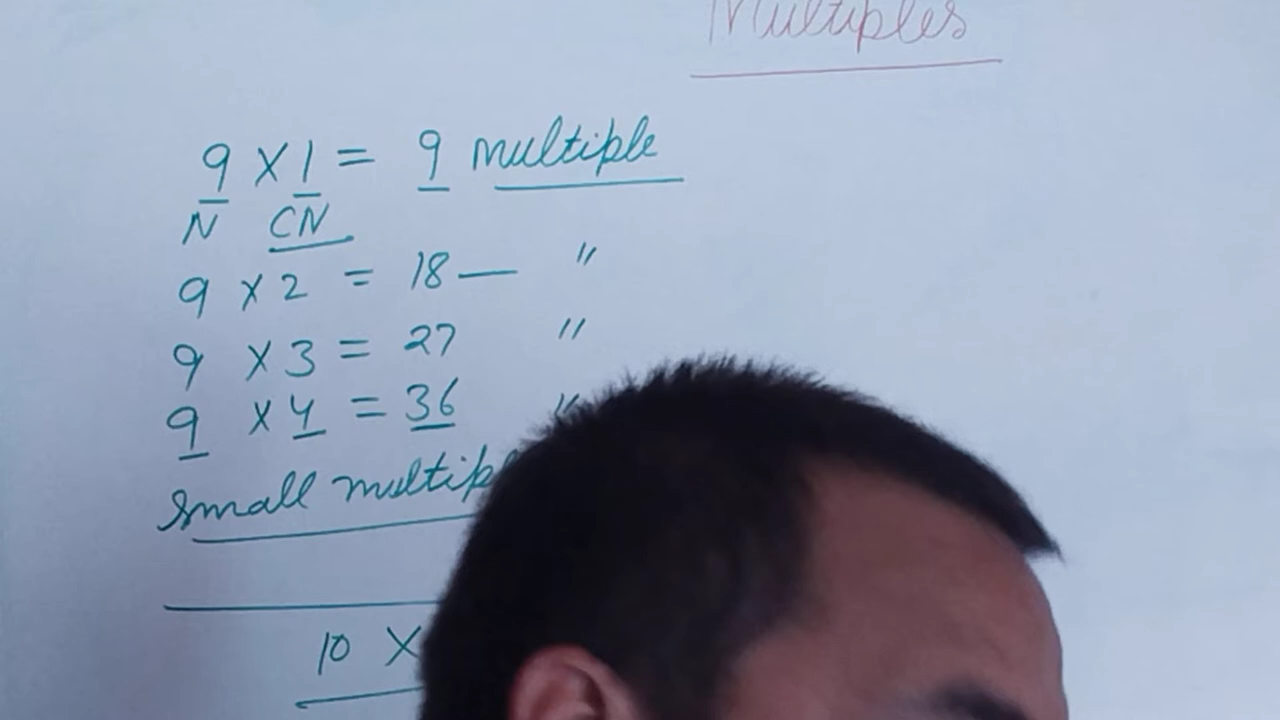 Multiples
9 X 1 = 9 multiple
N CN
9 X 2 = 18 — "
9 X 3 = 27 "
9 X 4 = 36 "
Small
10 X